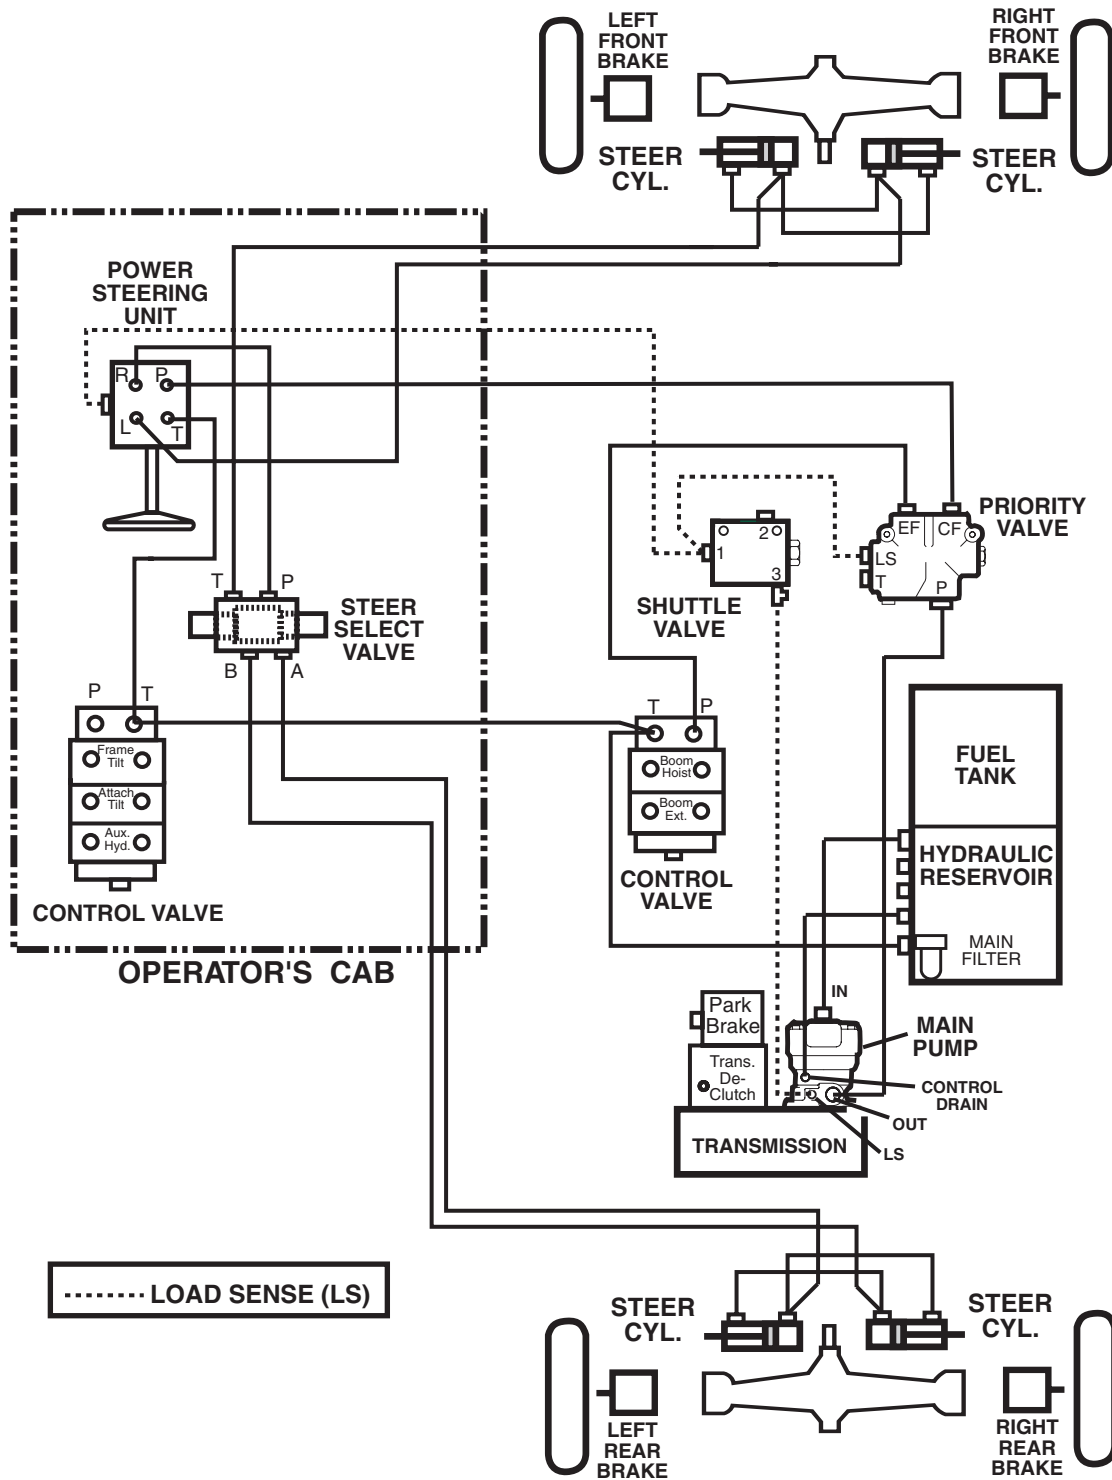 LEFT
FRONT
BRAKE
RIGHT
FRONT
BRAKE
STEER
CYL.
STEER
CYL.
POWER
STEERING
UNIT
R P
L T
EF CF
LS
T
P
PRIORITY
VALVE
1
2
3
SHUTTLE
VALVE
T P
STEER
SELECT
VALVE
B A
P T
Frame
Tilt
Attach
Tilt
Aux.
Hyd.
CONTROL VALVE
OPERATOR'S CAB
T P
Boom
Hoist
Boom
Ext.
CONTROL
VALVE
FUEL
TANK
HYDRAULIC
RESERVOIR
MAIN
FILTER
IN
Park
Brake
Trans.
De-
Clutch
MAIN
PUMP
CONTROL
DRAIN
OUT
LS
TRANSMISSION
LOAD SENSE (LS)
STEER
CYL.
STEER
CYL.
LEFT
REAR
BRAKE
RIGHT
REAR
BRAKE